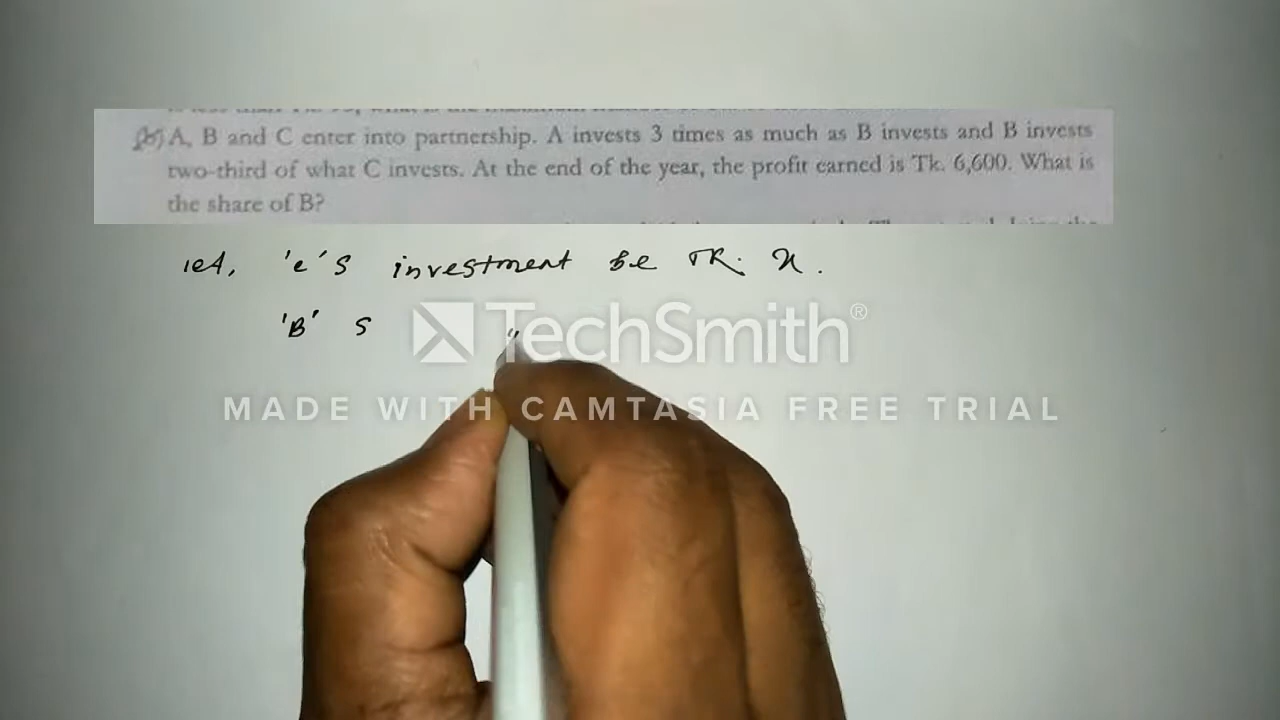 (b) A, B and C enter into partnership. A invests 3 times as much as B invests and B invests
two-third of what C invests. At the end of the year, the profit earned is Tk. 6,600. What is
the share of B?
let, 'c's investment be TK. x.
'B' s "
TechSmith®
MADE WITH CAMTASIA FREE TRIAL